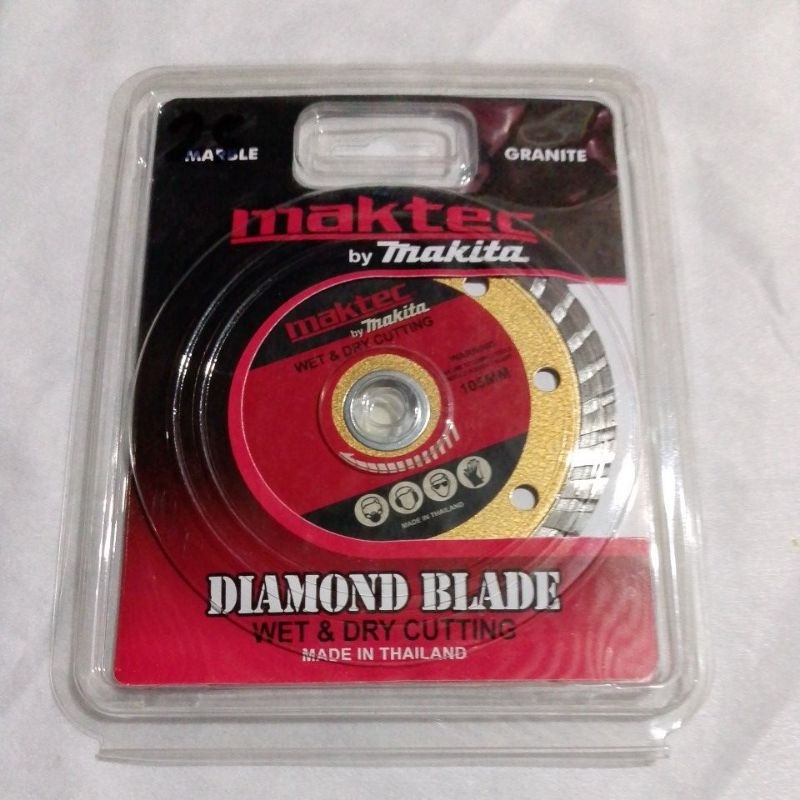 MARBLE
GRANITE
maktec
by makita
maktec
by makita
WET & DRY CUTTING
WARNING
105MM
MADE IN THAILAND
DIAMOND BLADE
WET & DRY CUTTING
MADE IN THAILAND